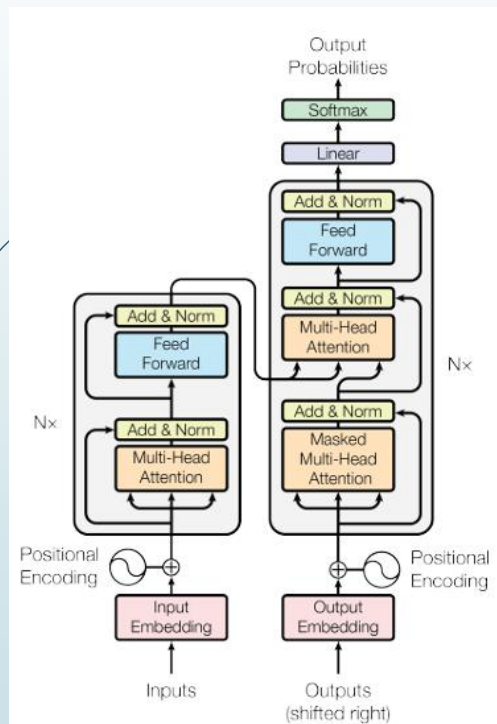 Output
Probabilities
Softmax
Linear
Add & Norm
Feed
Forward
Add & Norm
Multi-Head
Attention
Add & Norm
Masked
Multi-Head
Attention
Nx
Add & Norm
Feed
Forward
Add & Norm
Multi-Head
Attention
Nx
Positional
Encoding
Positional
Encoding
Input
Embedding
Output
Embedding
Inputs
Outputs
(shifted right)